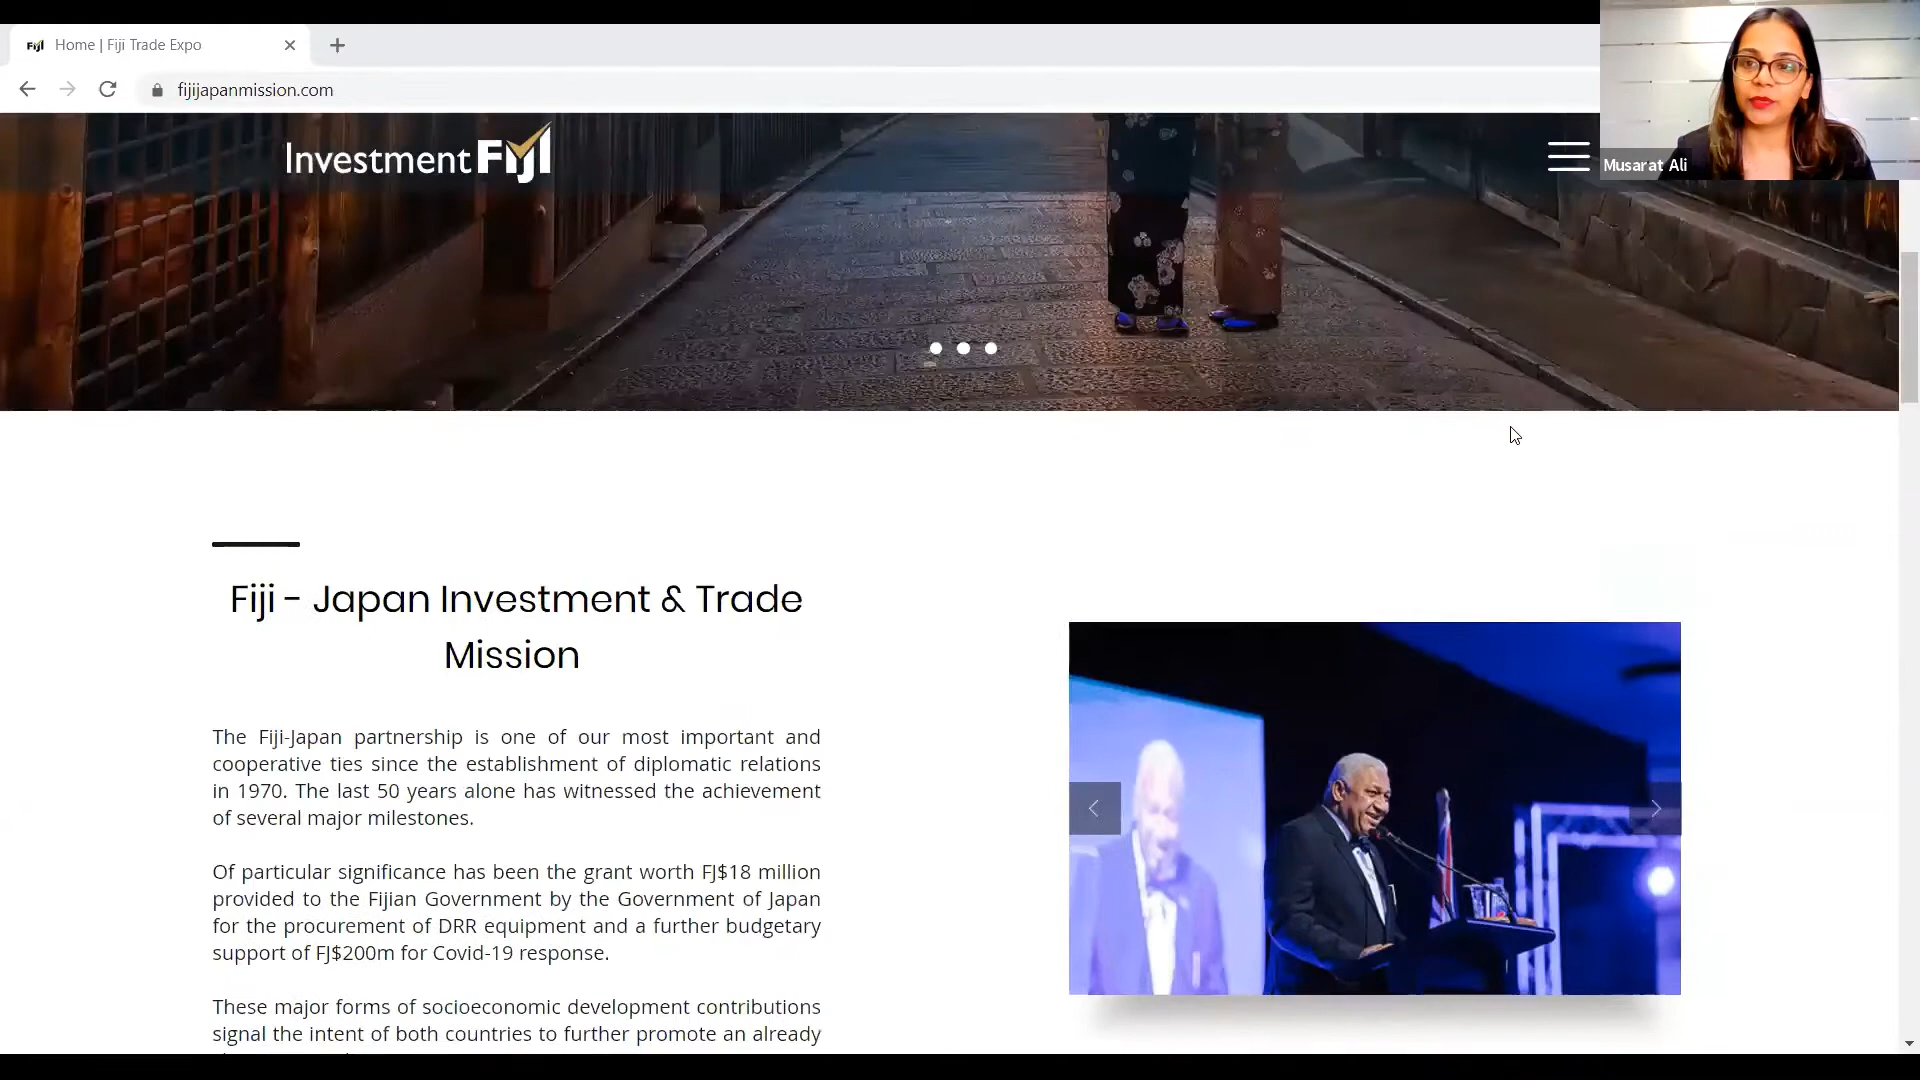 Home | Fiji Trade Expo
fijijapanmission.com
Investment FIJI
Musarat Ali
Fiji - Japan Investment & Trade
Mission
The Fiji-Japan partnership is one of our most important and
cooperative ties since the establishment of diplomatic relations
in 1970. The last 50 years alone has witnessed the achievement
of several major milestones.
Of particular significance has been the grant worth FJ$18 million
provided to the Fijian Government by the Government of Japan
for the procurement of DRR equipment and a further budgetary
support of FJ$200m for Covid-19 response.
These major forms of socioeconomic development contributions
signal the intent of both countries to further promote an already